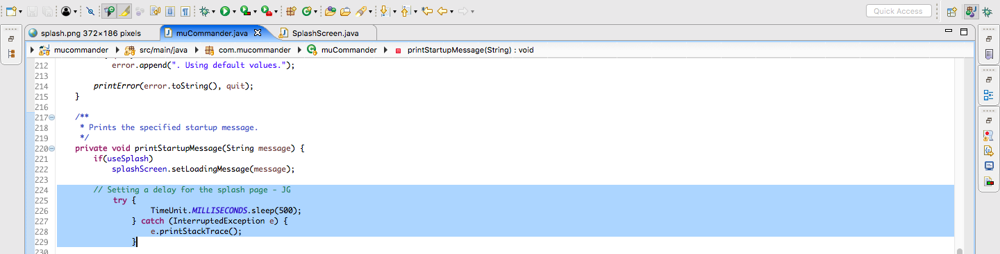 Quick Access
splash.png 372×186 pixels
muCommander.java
SplashScreen.java
mucommander
src/main/java
com.mucommander
muCommander
printStartupMessage(String) : void
212 error.append(". Using default values.");
213
214 printError(error.toString(), quit);
215 }
216
217 /**
218 * Prints the specified startup message.
219 */
220 private void printStartupMessage(String message) {
221 if(useSplash)
222 splashScreen.setLoadingMessage(message);
223
224 // Setting a delay for the splash page - JG
225 try {
226 TimeUnit.MILLISECONDS.sleep(500);
227 } catch (InterruptedException e) {
228 e.printStackTrace();
229 }
230